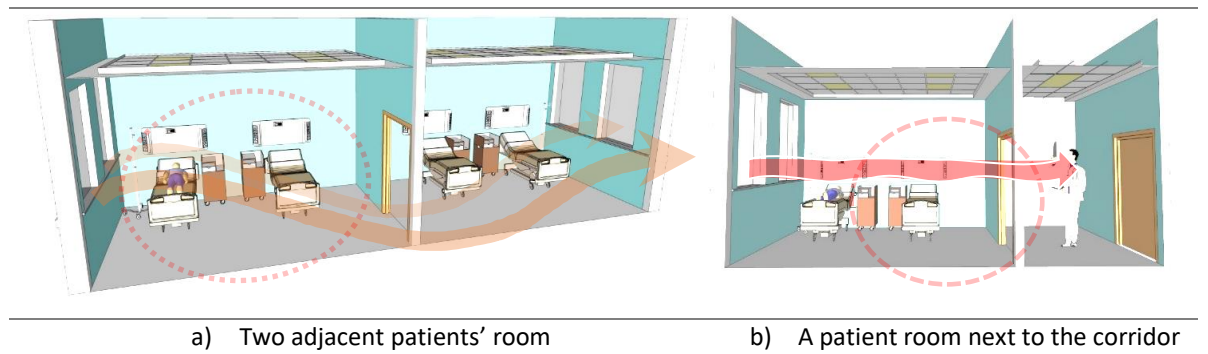 a) Two adjacent patients’ room
b) A patient room next to the corridor